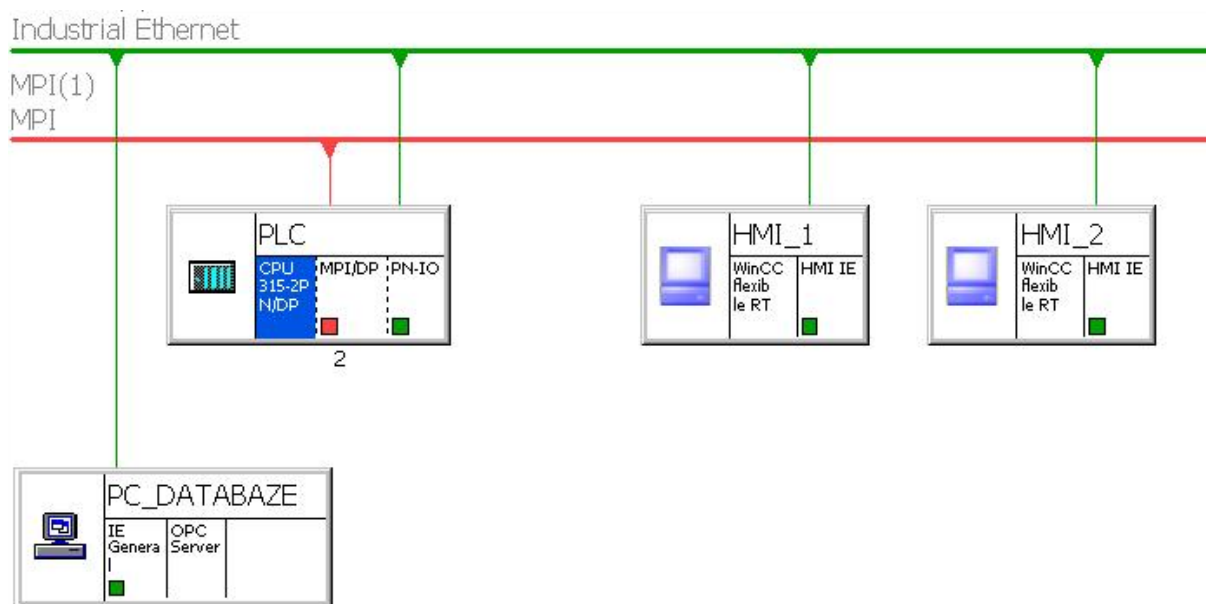 Industrial Ethernet
MPI(1)
MPI
PLC
CPU
315-2P
N/DP
MPI/DP
PN-IO
2
HMI_1
WinCC
flexib
le RT
HMI IE
HMI_2
WinCC
flexib
le RT
HMI IE
PC_DATABAZE
IE
Genera
l
OPC
Server